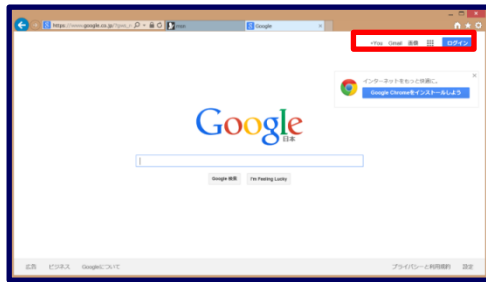 https://www.google.co.jp/?gws_
Google
+You Gmail 画像 ログイン
インターネットをもっと快適に。
Google Chromeをインストールしよう
Google
日本
Google 検索 I'm Feeling Lucky
広告 ビジネス Googleについて プライバシーと利用規約 設定